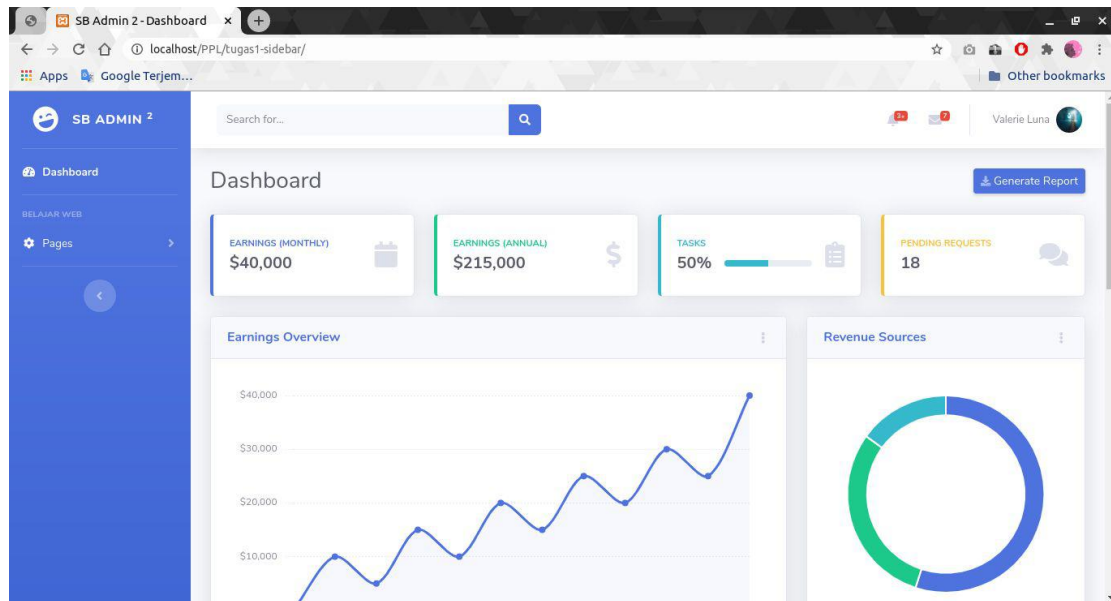 SB Admin 2 - Dashboard
localhost/PPL/tugas1-sidebar/
Apps Google Terjem... Other bookmarks
SB ADMIN 2
Search for...
3+ 7 Valerie Luna
Dashboard
Dashboard
Generate Report
BELAJAR WEB
Pages
EARNINGS (MONTHLY)
$40,000
EARNINGS (ANNUAL)
$215,000
TASKS
50%
PENDING REQUESTS
18
Earnings Overview
$40,000
$30,000
$20,000
$10,000
Revenue Sources